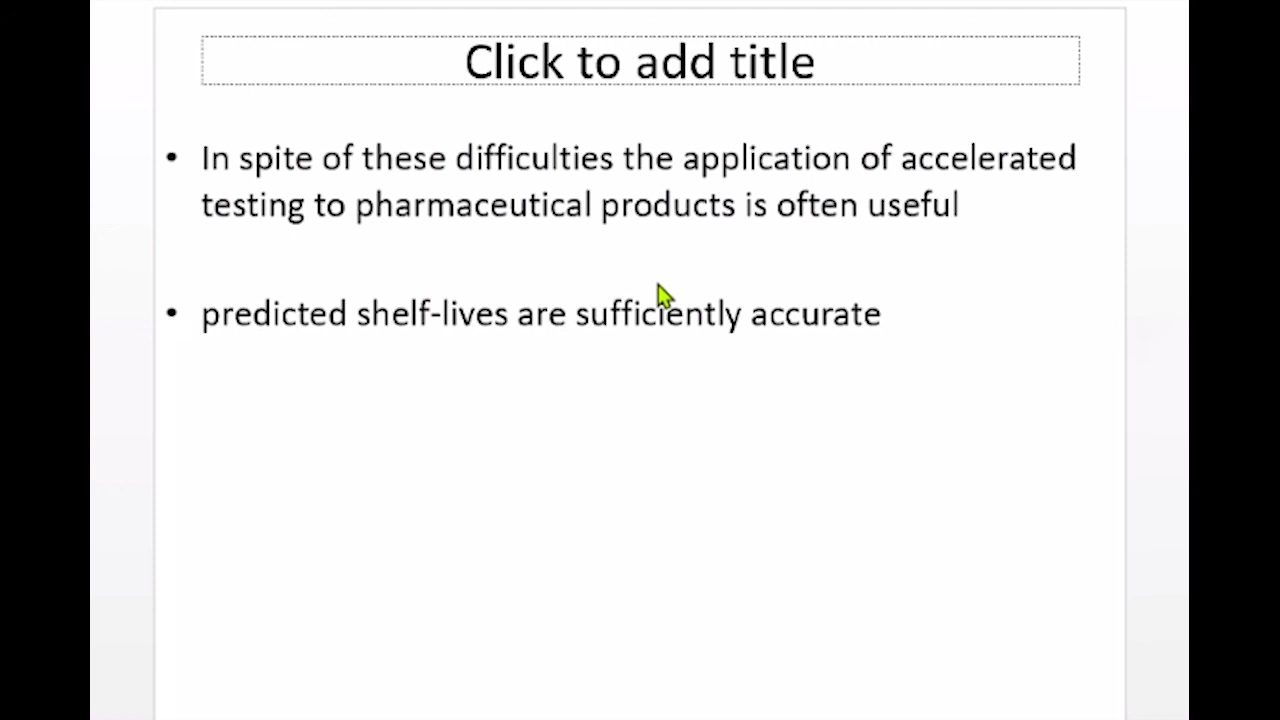 Click to add title
• In spite of these difficulties the application of accelerated
testing to pharmaceutical products is often useful
• predicted shelf-lives are sufficiently accurate